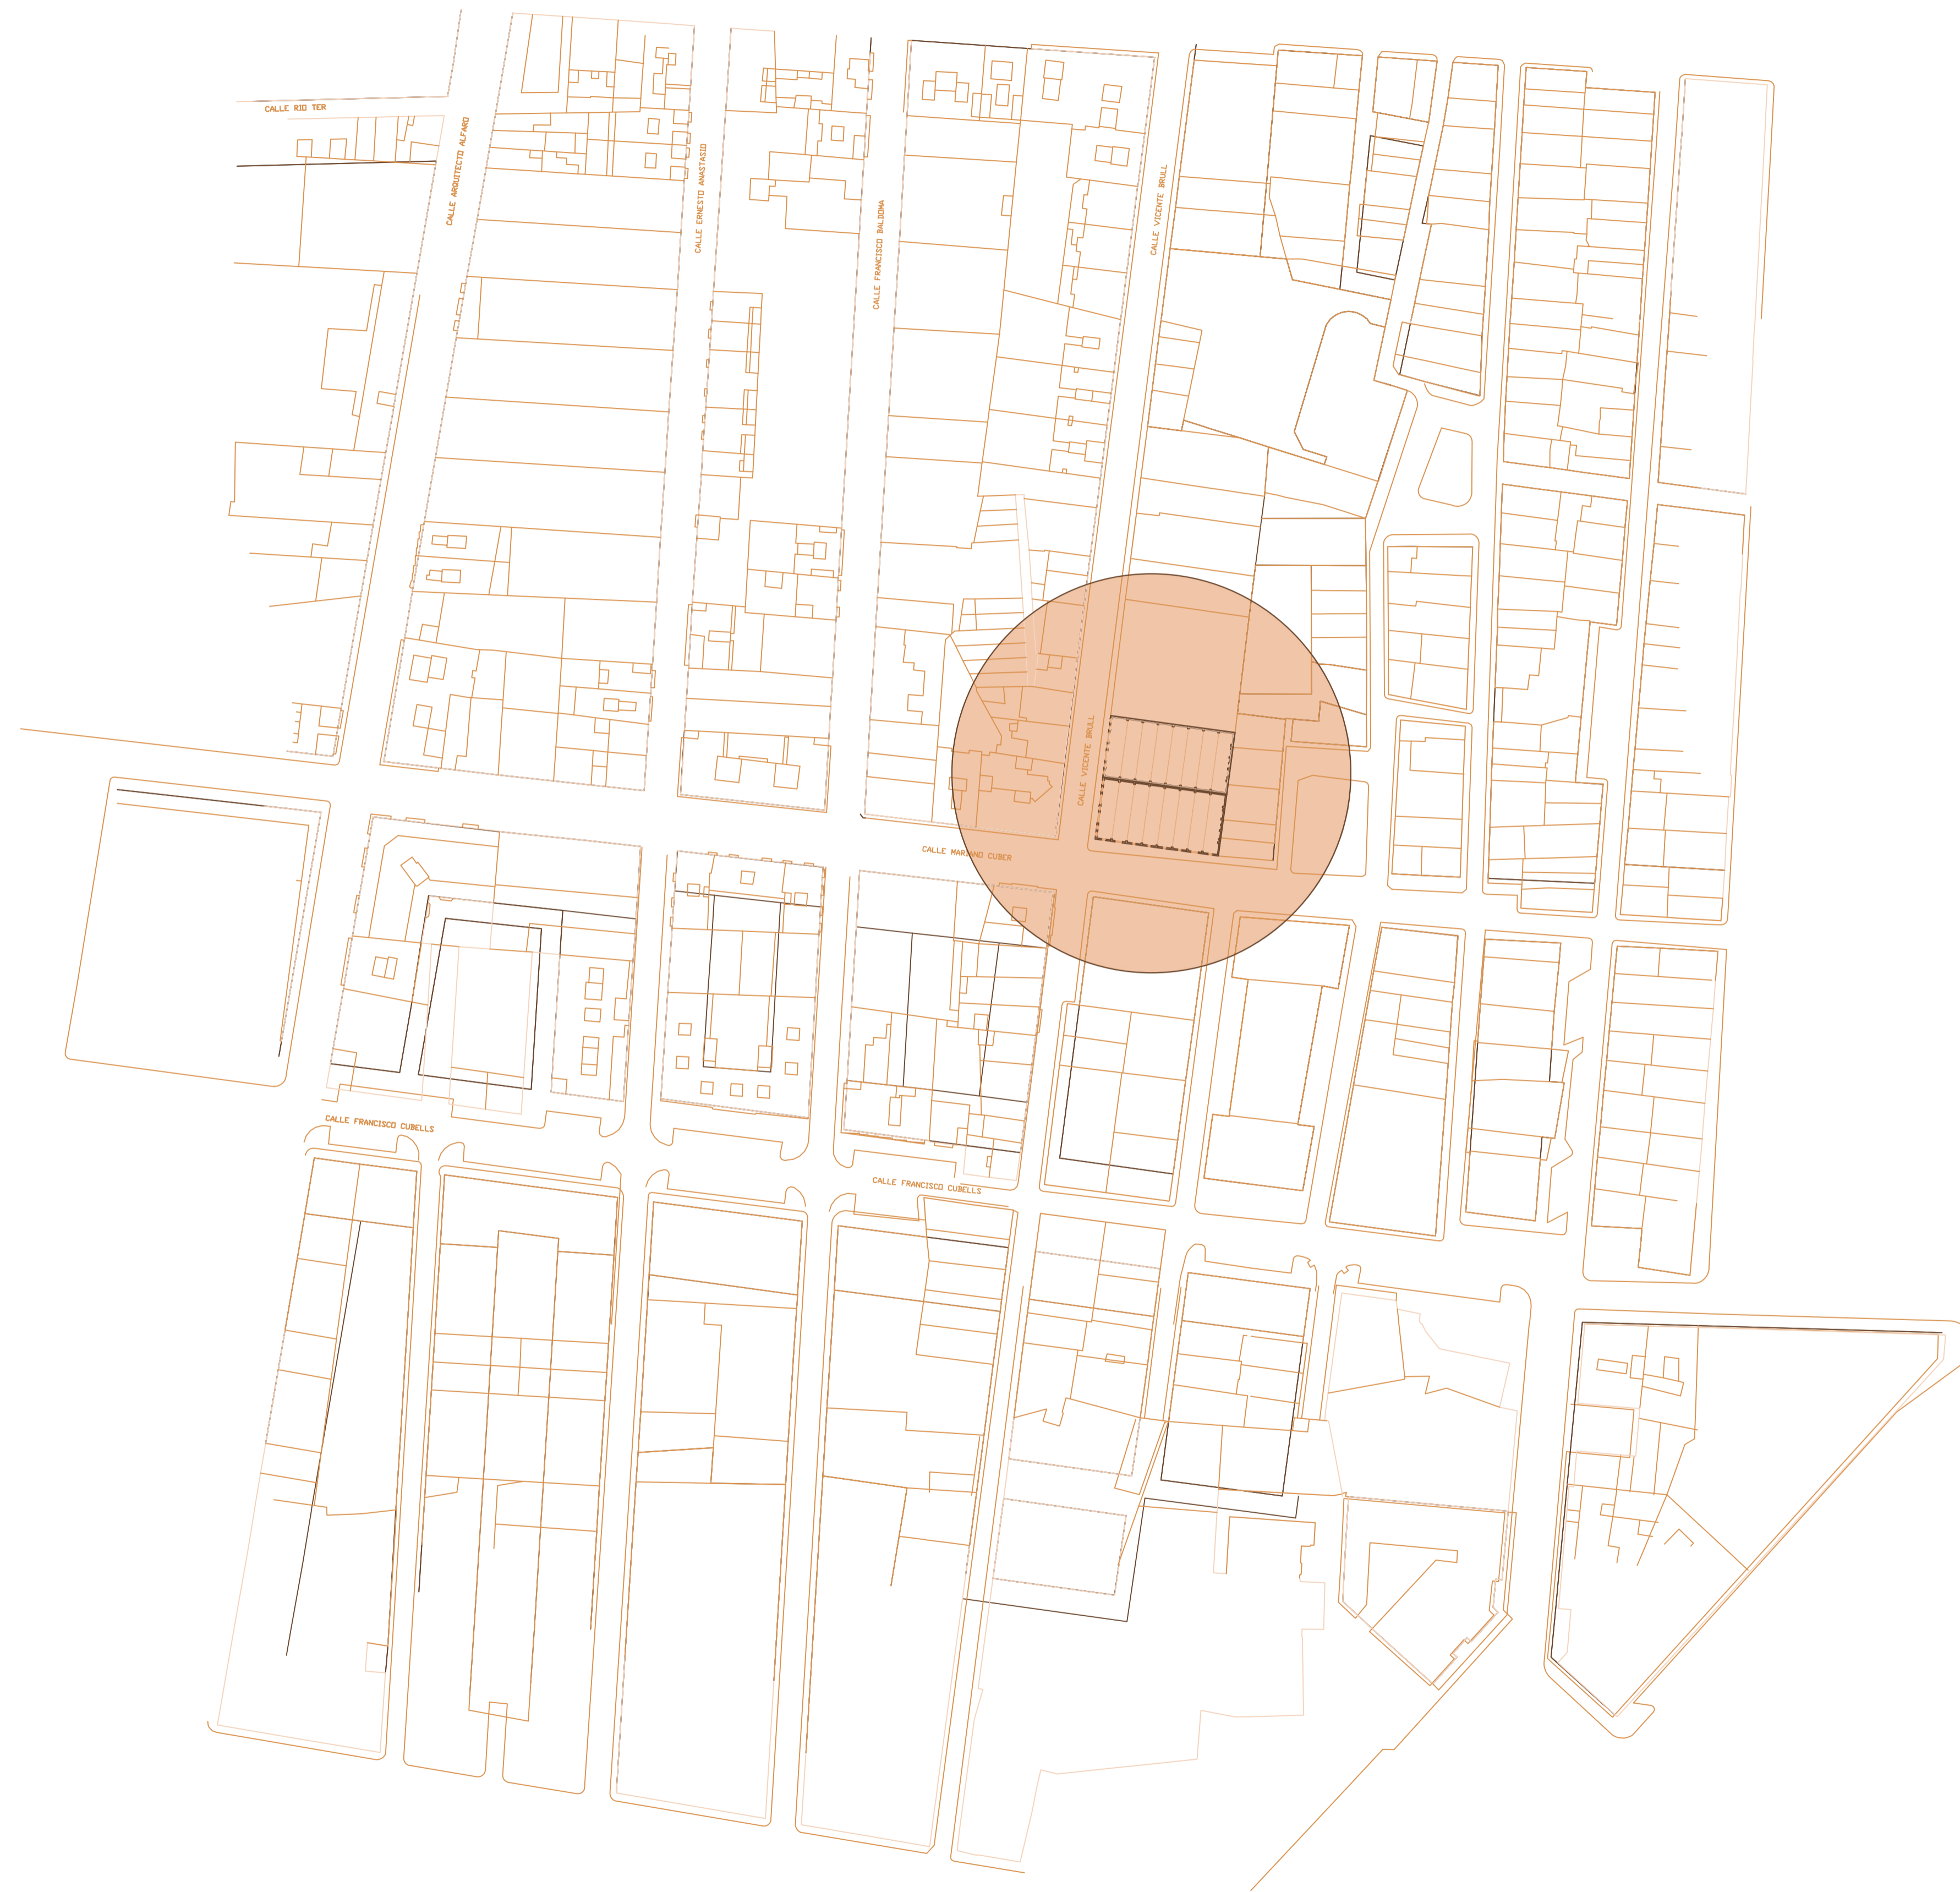 CALLE RIO TER
CALLE ARQUITECTO ALFARO
CALLE ERNESTO ANASTASIO
CALLE FRANCISCO BALDOMA
CALLE VICENTE BRULL
CALLE VICENTE BRULL
CALLE MARIANO CUBER
CALLE FRANCISCO CUBELLS
CALLE FRANCISCO CUBELLS